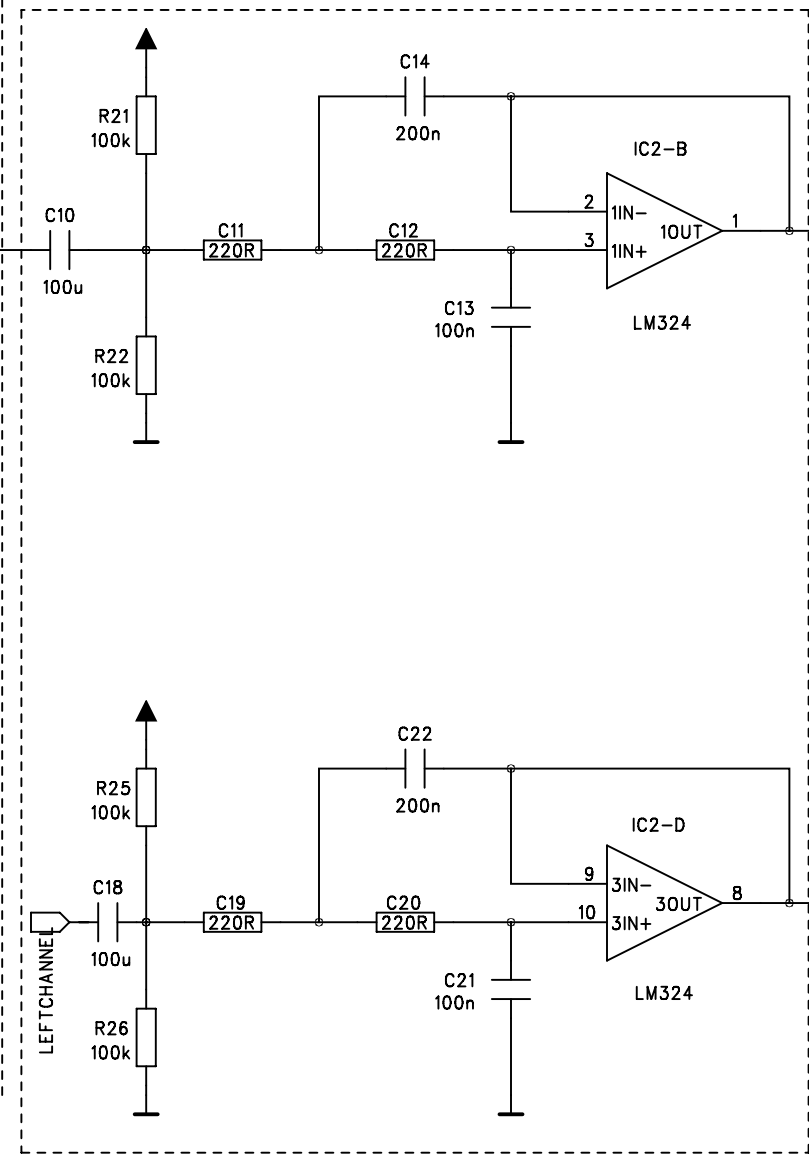 C14
200n
R21
100k
IC2-B
2
1IN-
1OUT
1
3
1IN+
LM324
C10
100u
C11
220R
C12
220R
C13
100n
R22
100k
C22
200n
R25
100k
IC2-D
9
3IN-
3OUT
8
10
3IN+
LM324
C18
100u
LEFTCHANNEL
C19
220R
C20
220R
C21
100n
R26
100k